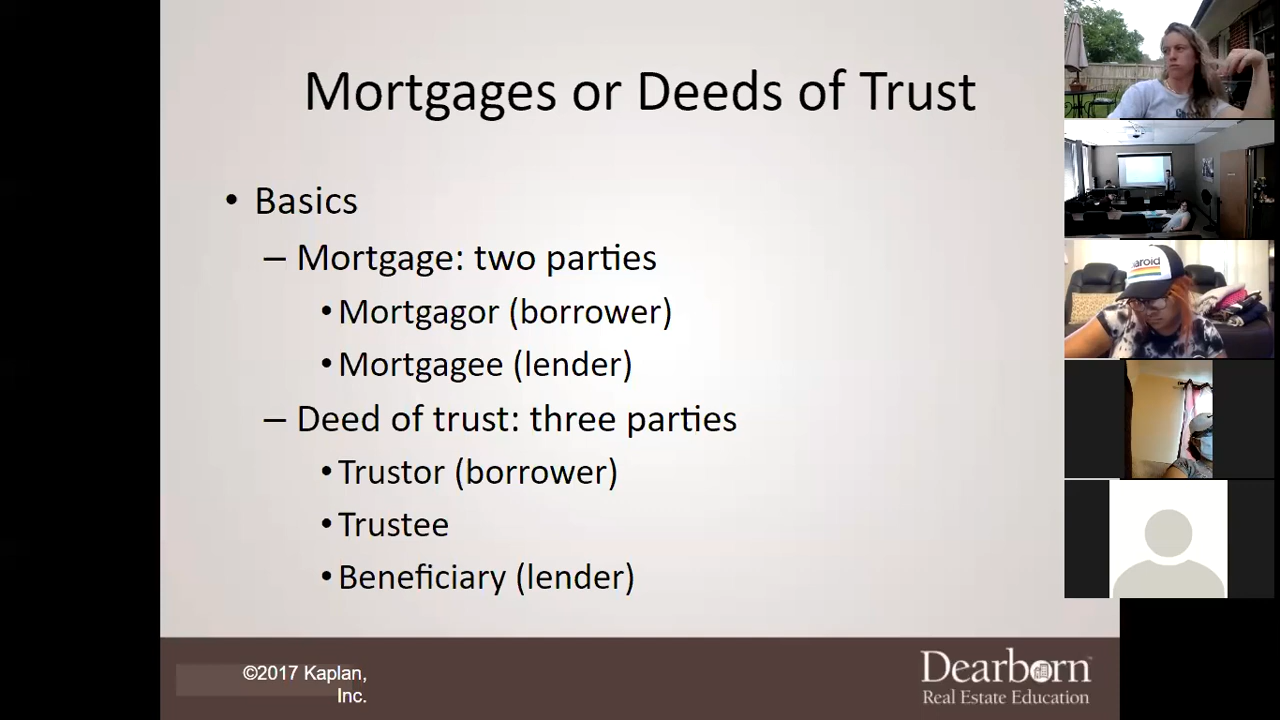 Mortgages or Deeds of Trust
• Basics
– Mortgage: two parties
• Mortgagor (borrower)
• Mortgagee (lender)
– Deed of trust: three parties
• Trustor (borrower)
• Trustee
• Beneficiary (lender)
©2017 Kaplan,
Inc.
Dearborn™
Real Estate Education